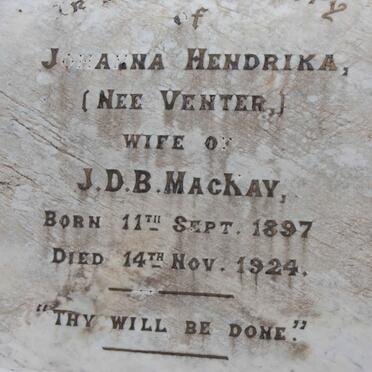 of
Johanna Hendrika,
(Nee Venter,)
wife of
J.D.B. MacKay,
Born 11th Sept. 1897
Died 14th Nov. 1924.
"Thy will be done."